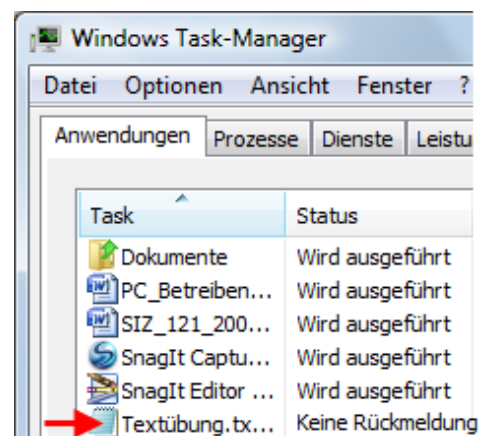 Windows Task-Manager
Datei Optionen Ansicht Fenster ?
Anwendungen Prozesse Dienste Leistu
Task Status
Dokumente Wird ausgeführt
PC_Betreiben... Wird ausgeführt
SIZ_121_200... Wird ausgeführt
SnagIt Captu... Wird ausgeführt
SnagIt Editor ... Wird ausgeführt
Textübung.tx... Keine Rückmeldung